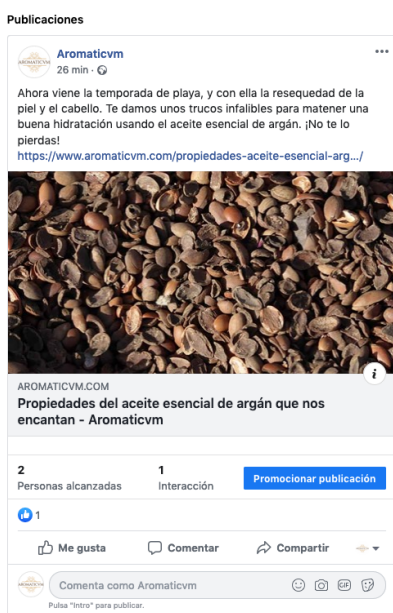 Publicaciones
Aromaticvm
26 min ·
Ahora viene la temporada de playa, y con ella la resequedad de la
piel y el cabello. Te damos unos trucos infalibles para matener una
buena hidratación usando el aceite esencial de argán. ¡No te lo
pierdas!
https://www.aromaticvm.com/propiedades-aceite-esencial-arg.../
AROMATICVM.COM
Propiedades del aceite esencial de argán que nos
encantan - Aromaticvm
2
Personas alcanzadas
1
Interacción
Promocionar publicación
1
Me gusta
Comentar
Compartir
Comenta como Aromaticvm
GIF
Pulsa "Intro" para publicar.